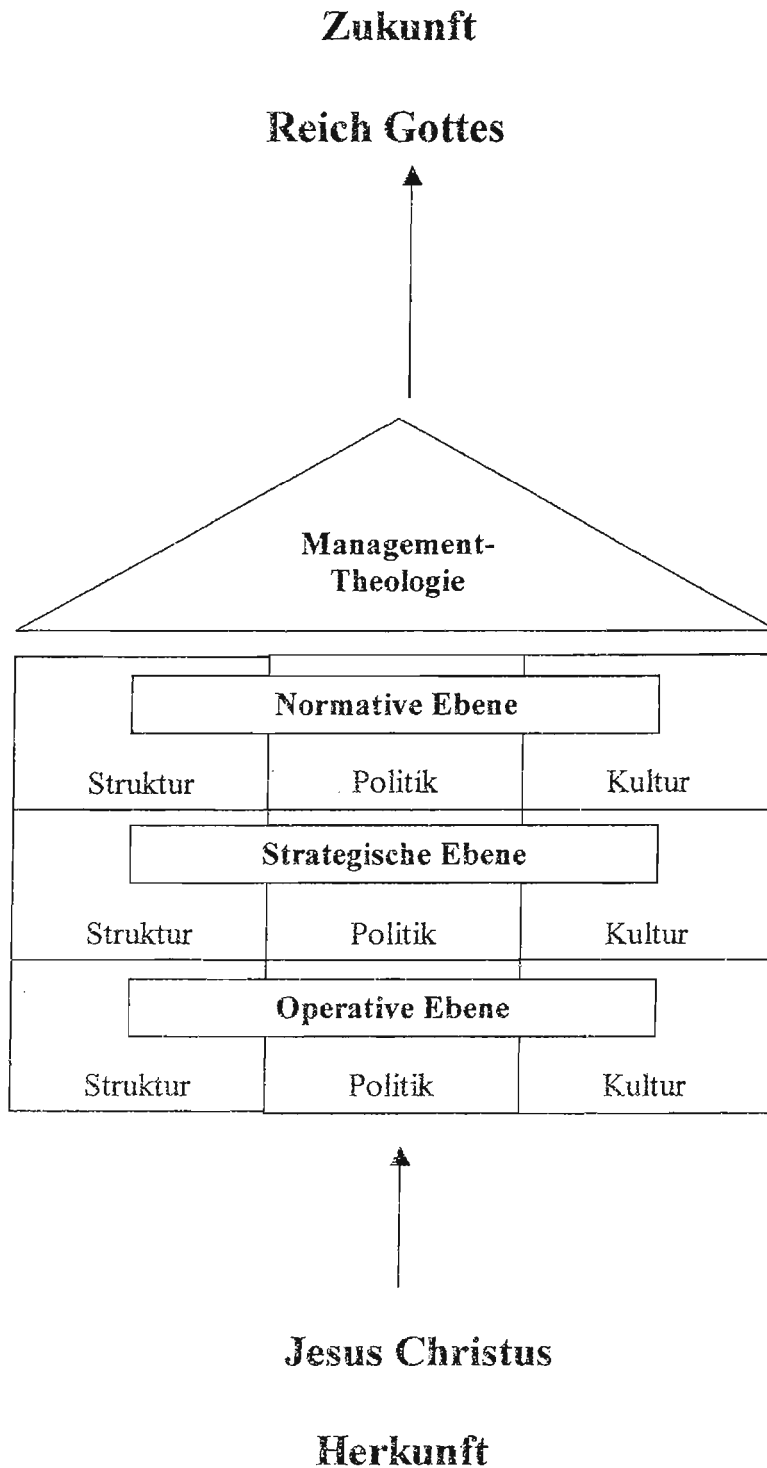 Zukunft
Reich Gottes
Management-
Theologie
Normative Ebene
Struktur Politik Kultur
Strategische Ebene
Struktur Politik Kultur
Operative Ebene
Struktur Politik Kultur
Jesus Christus
Herkunft